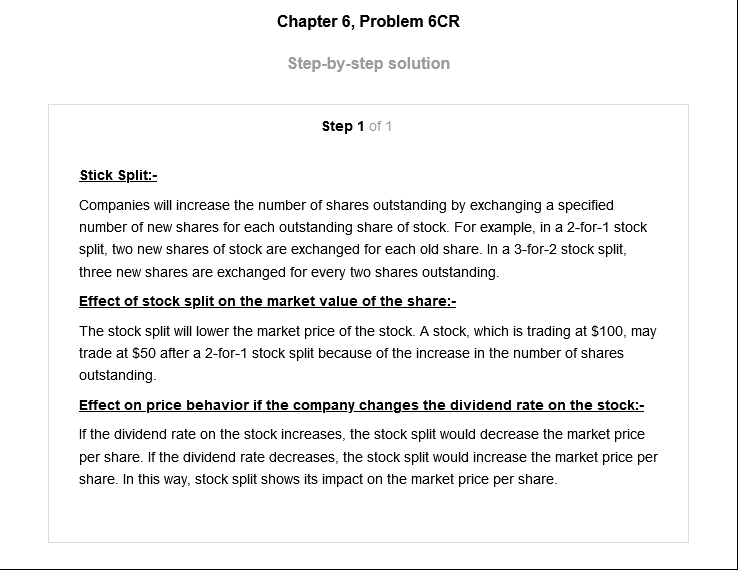 Chapter 6, Problem 6CR
Step-by-step solution
Step 1 of 1
Stick Split:-
Companies will increase the number of shares outstanding by exchanging a specified
number of new shares for each outstanding share of stock. For example, in a 2-for-1 stock
split, two new shares of stock are exchanged for each old share. In a 3-for-2 stock split,
three new shares are exchanged for every two shares outstanding.
Effect of stock split on the market value of the share:-
The stock split will lower the market price of the stock. A stock, which is trading at $100, may
trade at $50 after a 2-for-1 stock split because of the increase in the number of shares
outstanding.
Effect on price behavior if the company changes the dividend rate on the stock:-
If the dividend rate on the stock increases, the stock split would decrease the market price
per share. If the dividend rate decreases, the stock split would increase the market price per
share. In this way, stock split shows its impact on the market price per share.